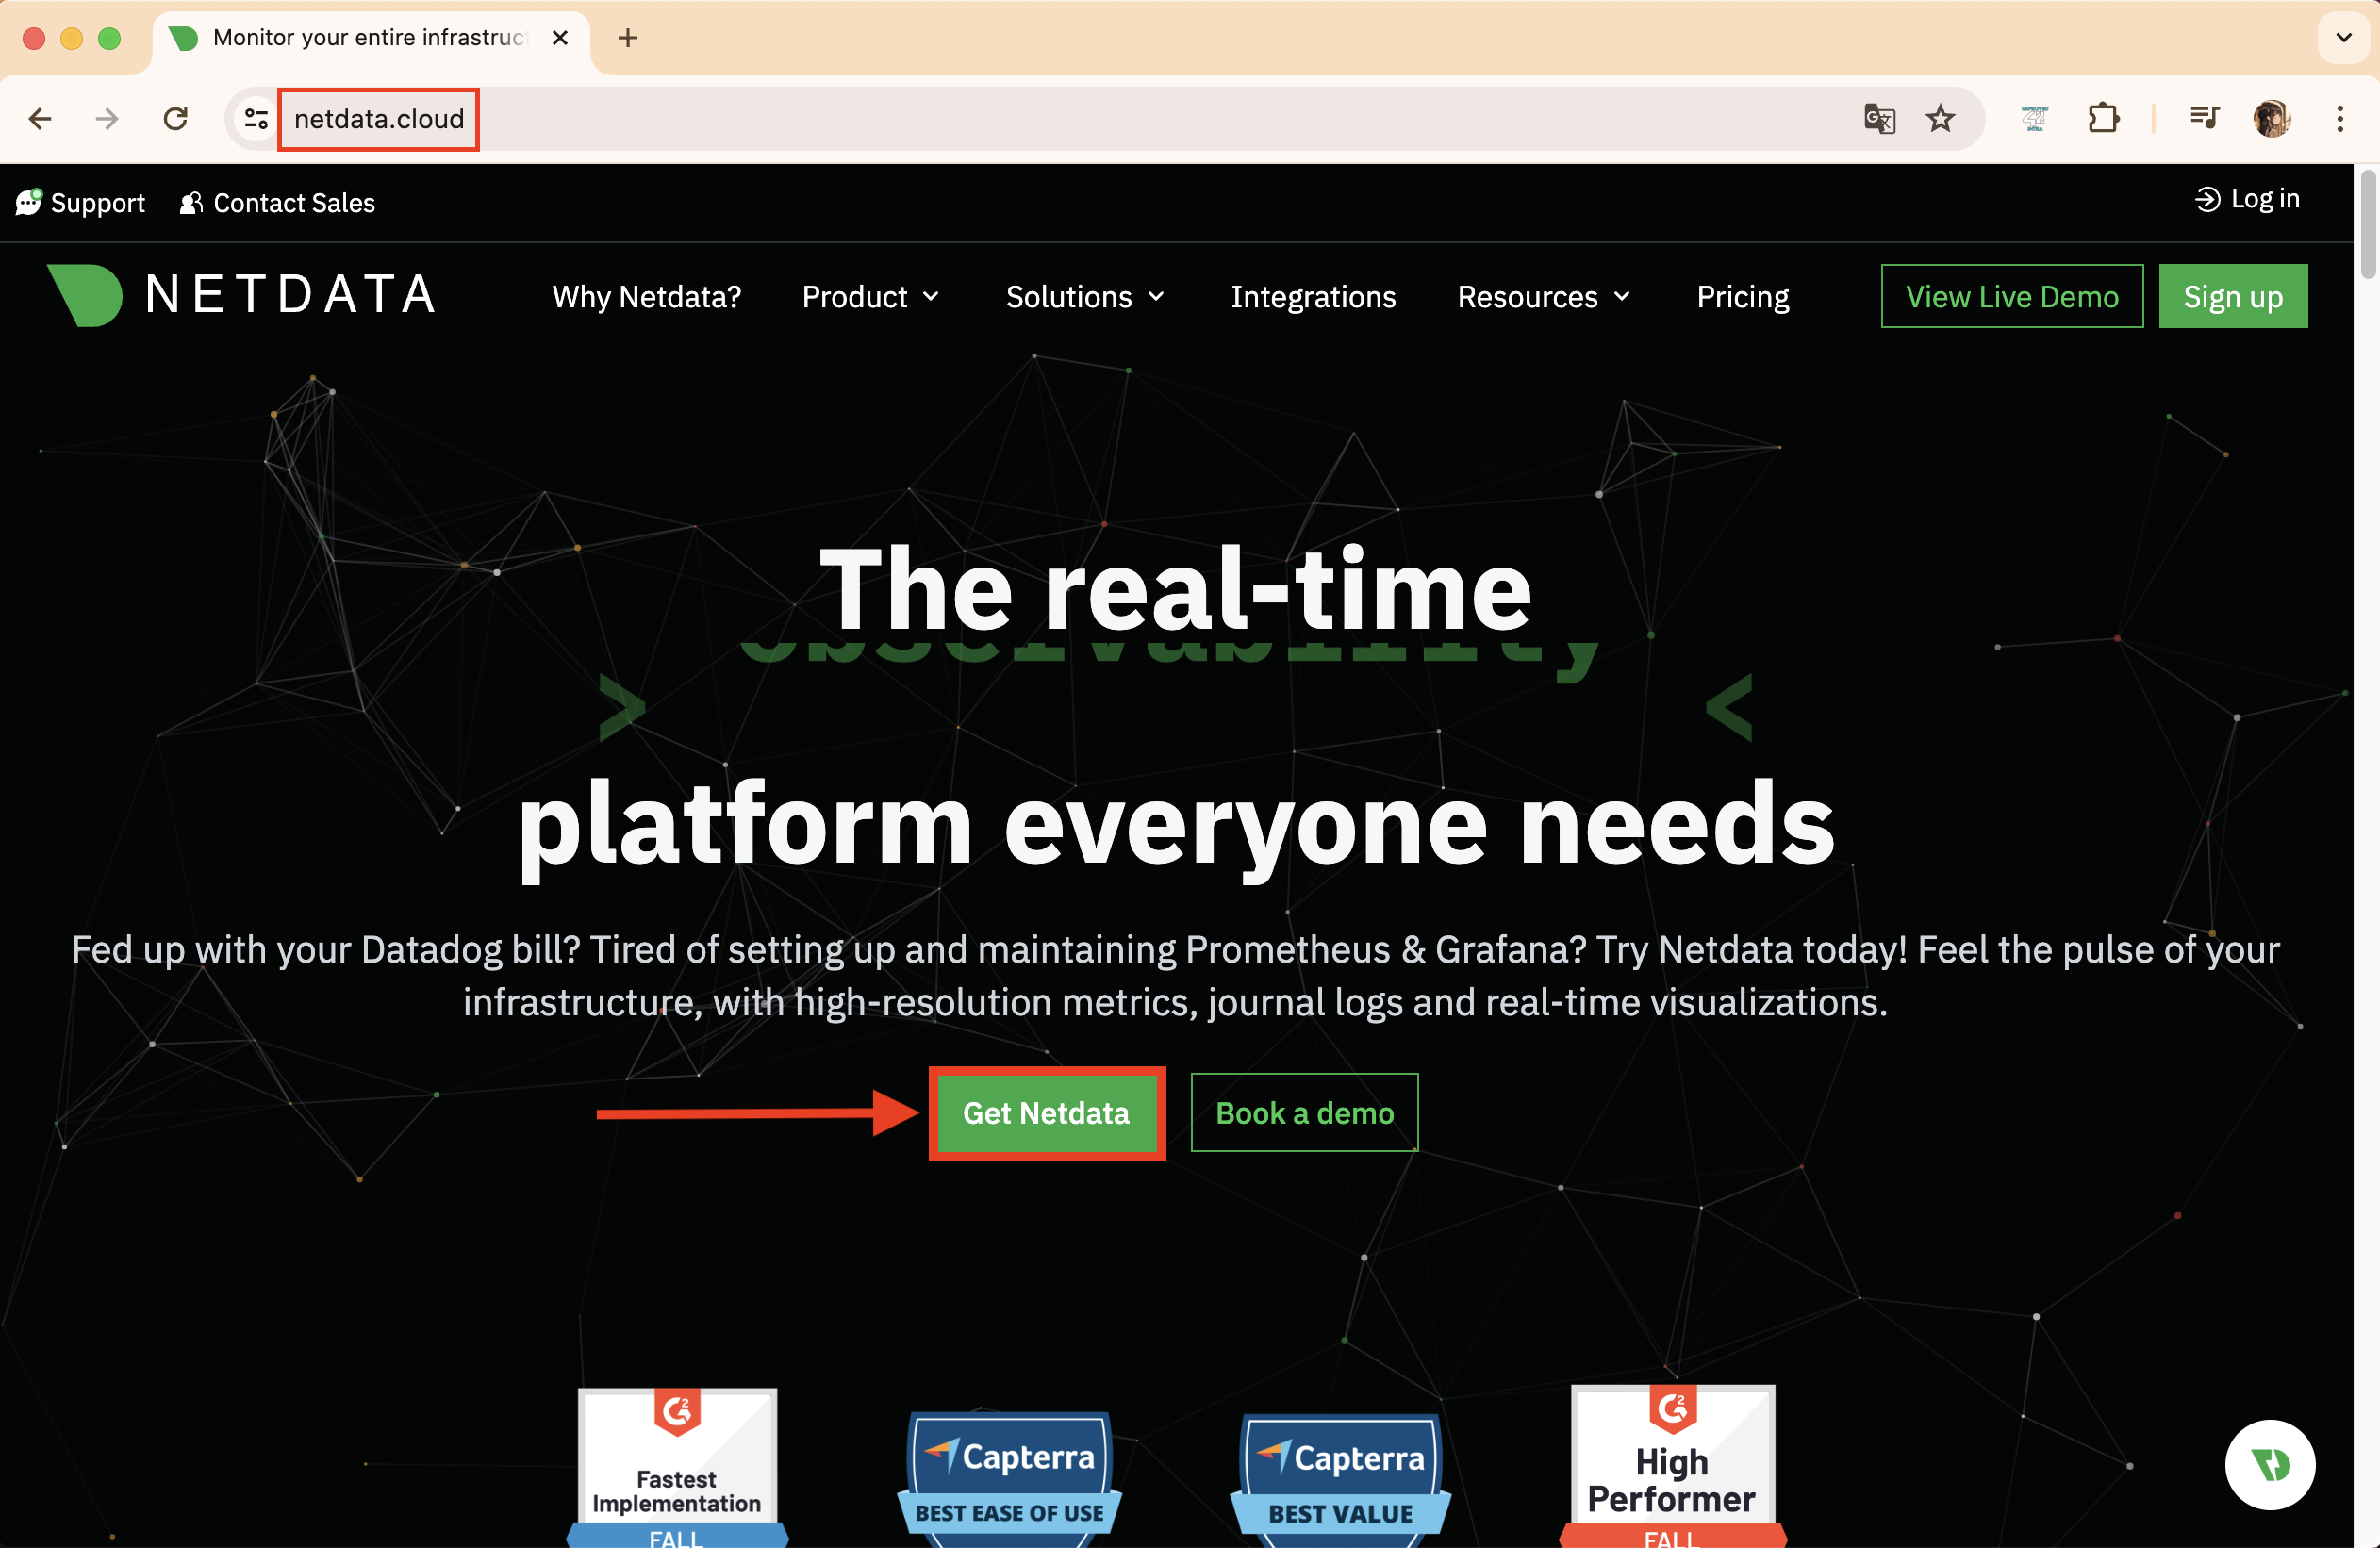 Monitor your entire infrastruc
netdata.cloud
Support
Contact Sales
Log in
NETDATA
Why Netdata?
Product
Solutions
Integrations
Resources
Pricing
View Live Demo
Sign up
The real-time
> observability <
platform everyone needs
Fed up with your Datadog bill? Tired of setting up and maintaining Prometheus & Grafana? Try Netdata today! Feel the pulse of your
infrastructure, with high-resolution metrics, journal logs and real-time visualizations.
Get Netdata
Book a demo
Fastest
Implementation
FALL
Capterra
BEST EASE OF USE
Capterra
BEST VALUE
High
Performer
FALL